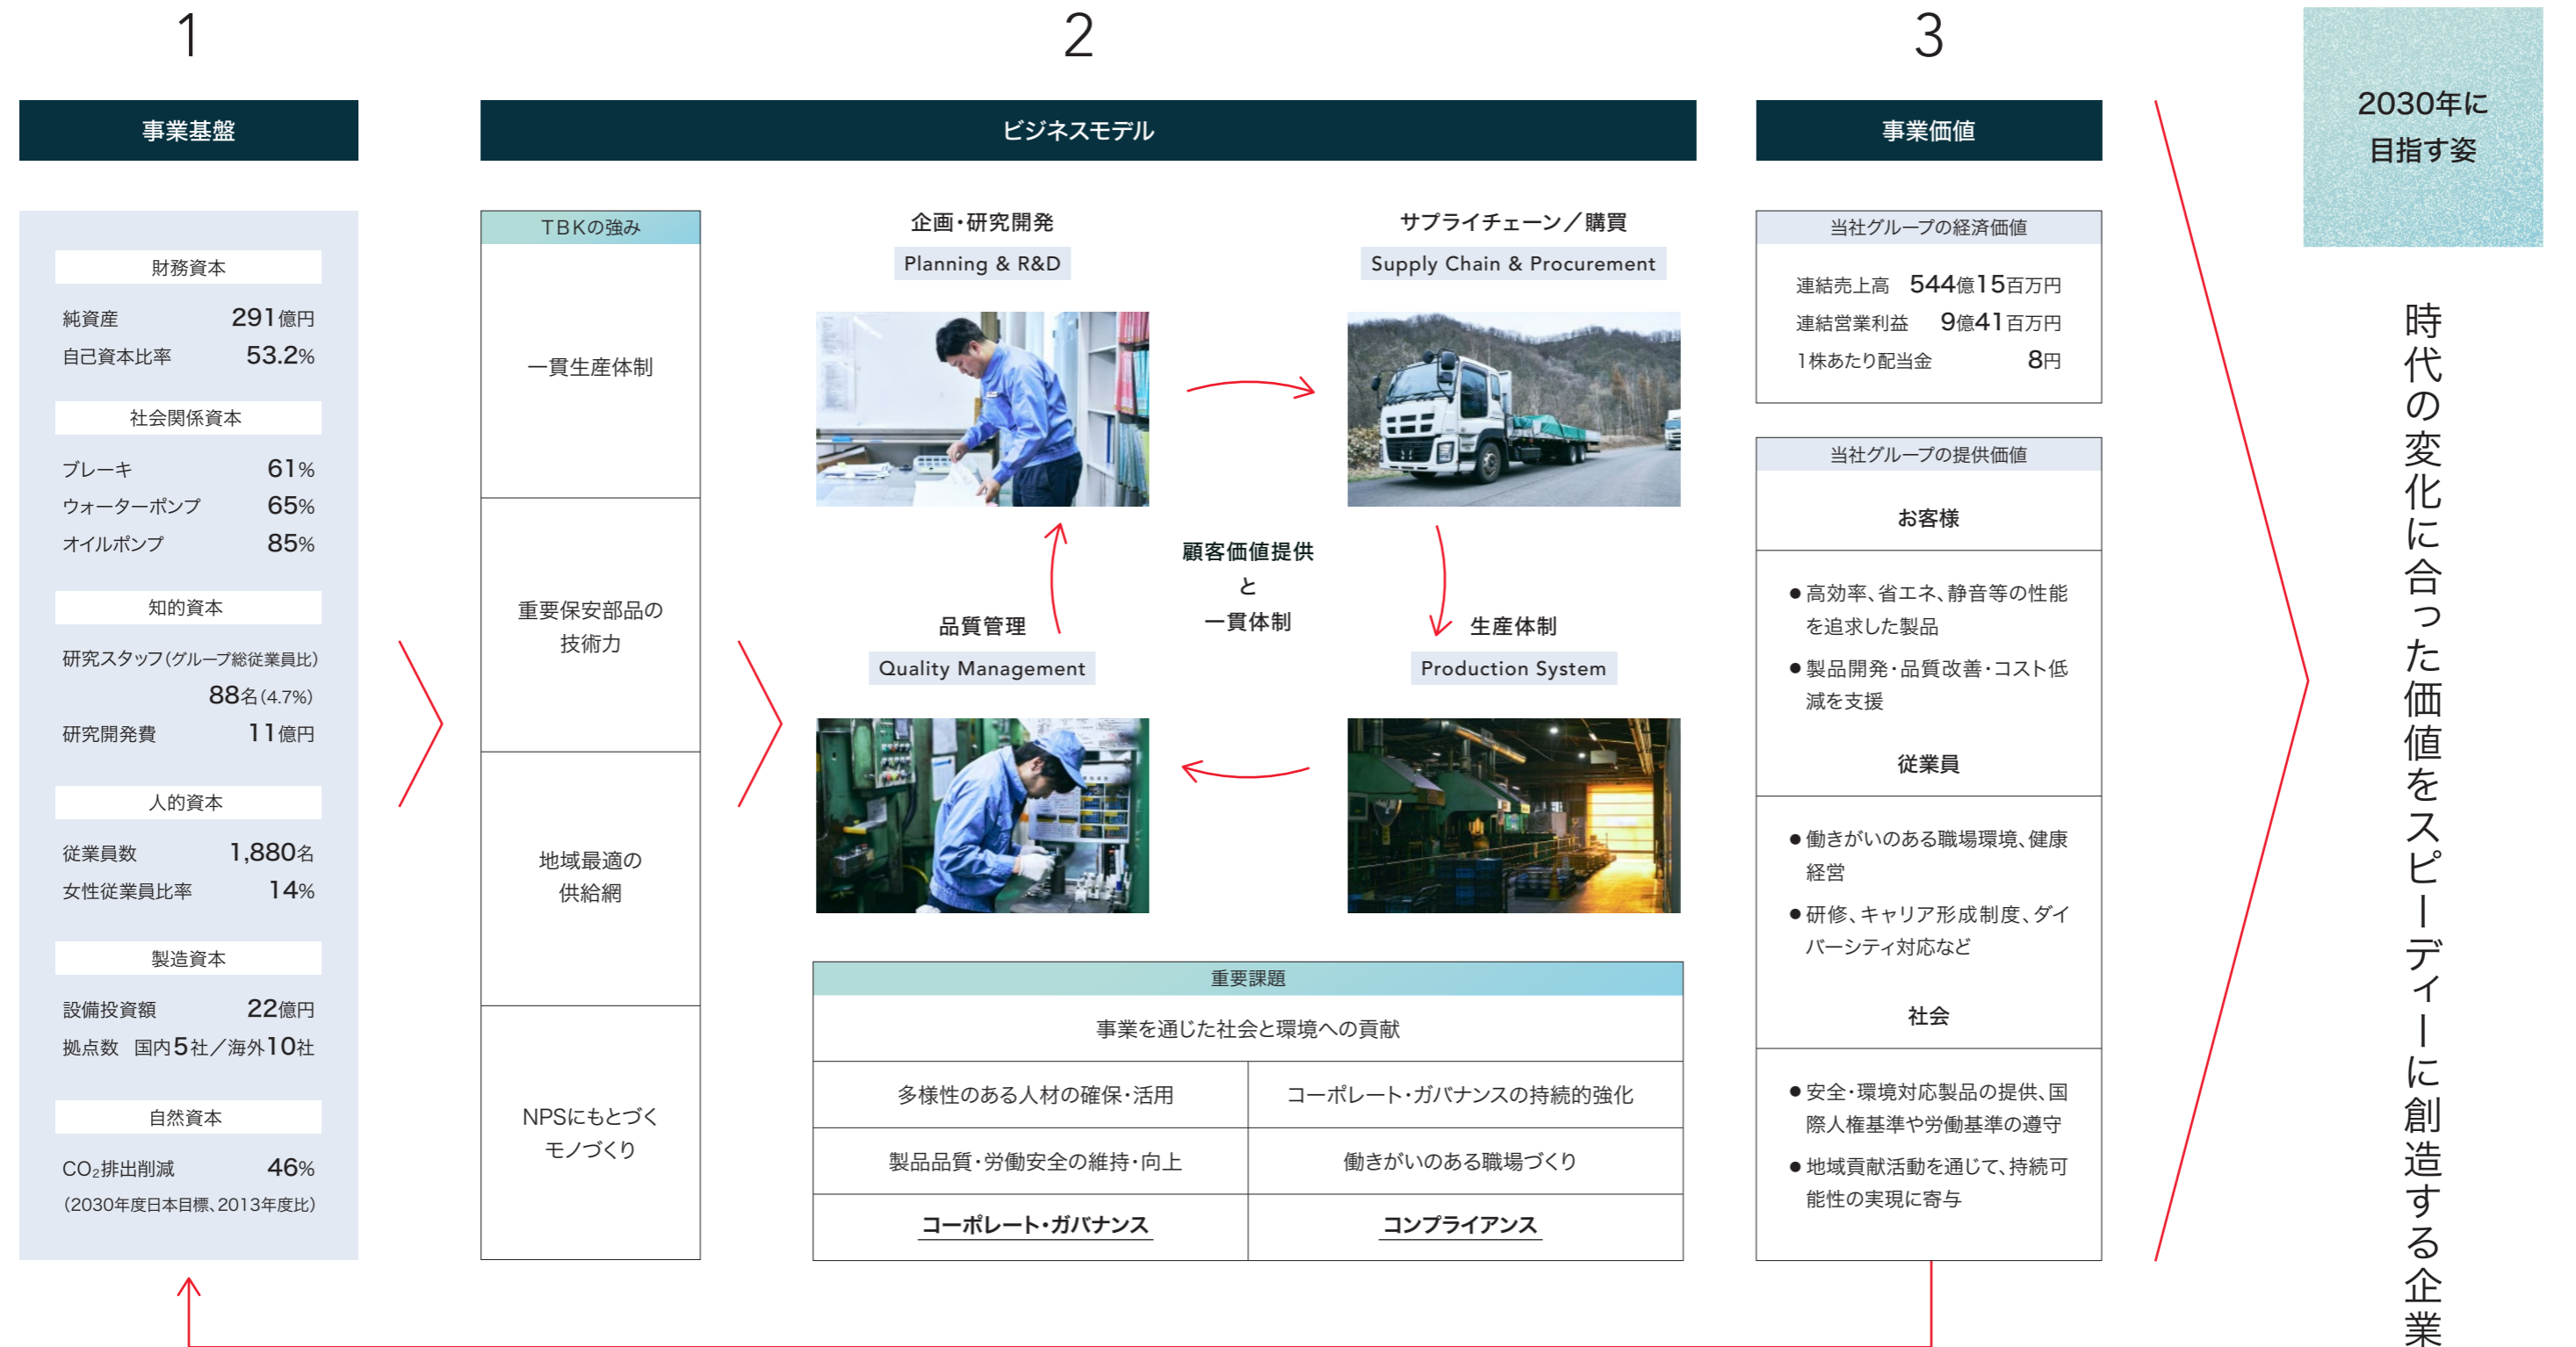 1
事業基盤
財務資本
純資産 291億円
自己資本比率 53.2%
社会関係資本
ブレーキ 61%
ウォーターポンプ 65%
オイルポンプ 85%
知的資本
研究スタッフ(グループ総従業員比)
88名(4.7%)
研究開発費 11億円
人的資本
従業員数 1,880名
女性従業員比率 14%
製造資本
設備投資額 22億円
拠点数 国内5社／海外10社
自然資本
CO₂排出削減 46%
(2030年度日本目標、2013年度比)
2
ビジネスモデル
TBKの強み
一貫生産体制
重要保安部品の
技術力
地域最適の
供給網
NPSにもとづく
モノづくり
企画・研究開発
Planning & R&D
サプライチェーン／購買
Supply Chain & Procurement
顧客価値提供
と
一貫体制
品質管理
Quality Management
生産体制
Production System
重要課題
事業を通じた社会と環境への貢献
多様性のある人材の確保・活用
コーポレート・ガバナンスの持続的強化
製品品質・労働安全の維持・向上
働きがいのある職場づくり
コーポレート・ガバナンス
コンプライアンス
3
事業価値
当社グループの経済価値
連結売上高 544億15百万円
連結営業利益 9億41百万円
1株あたり配当金 8円
当社グループの提供価値
お客様
●高効率、省エネ、静音等の性能
を追求した製品
●製品開発・品質改善・コスト低
減を支援
従業員
●働きがいのある職場環境、健康
経営
●研修、キャリア形成制度、ダイ
バーシティ対応など
社会
●安全・環境対応製品の提供、国
際人権基準や労働基準の遵守
●地域貢献活動を通じて、持続可
能性の実現に寄与
2030年に
目指す姿
時代の変化に合った価値をスピーディーに創造する企業